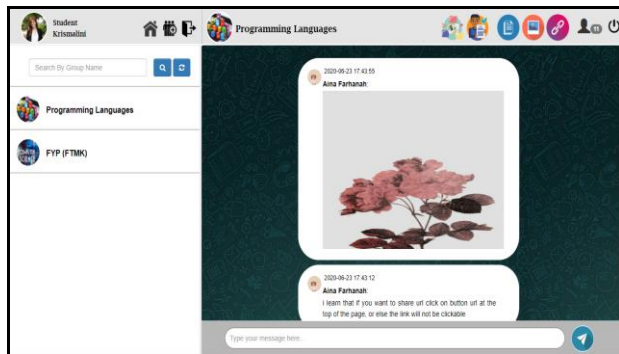 Student
Krismalini
Programming Languages
Search By Group Name
Programming Languages
FYP (FTMK)
2020-06-23 17:43:55
Aina Farhanah:
2020-06-23 17:43:12
Aina Farhanah:
I learn that if you want to share url click on button url at the
top of the page, or else the link will not be clickable
Type your message here...